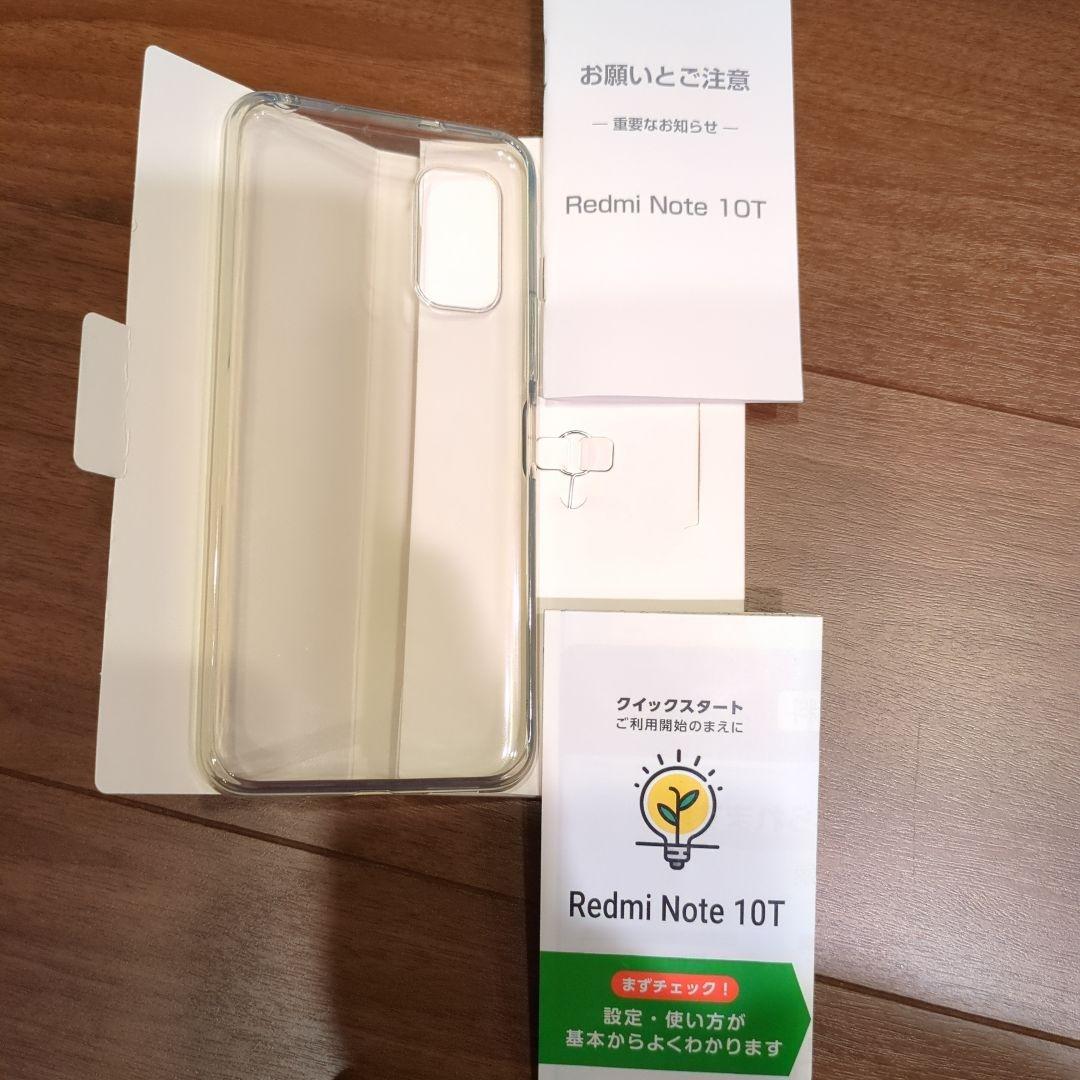 お願いとご注意
― 重要なお知らせ ―
Redmi Note 10T
クイックスタート
ご利用開始のまえに
Redmi Note 10T
まずチェック！
設定・使い方が
基本からよくわかります